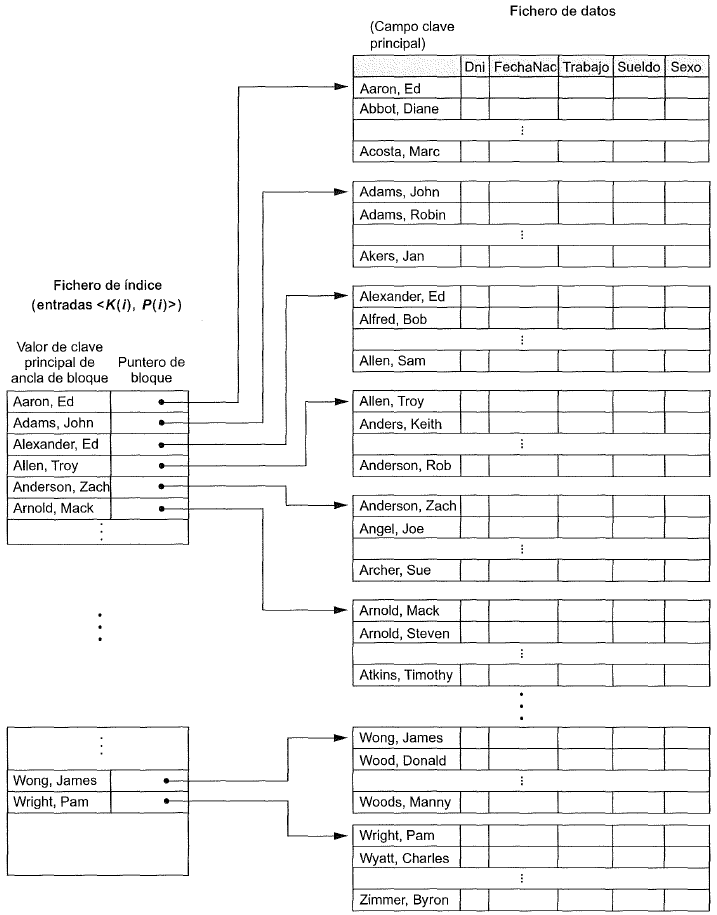 Fichero de datos
(Campo clave
principal)
Dni FechaNac Trabajo Sueldo Sexo
Aaron, Ed
Abbot, Diane
Acosta, Marc
Adams, John
Adams, Robin
Akers, Jan
Alexander, Ed
Alfred, Bob
Allen, Sam
Allen, Troy
Anders, Keith
Anderson, Rob
Anderson, Zach
Angel, Joe
Archer, Sue
Arnold, Mack
Arnold, Steven
Atkins, Timothy
Wong, James
Wood, Donald
Woods, Manny
Wright, Pam
Wyatt, Charles
Zimmer, Byron
Fichero de índice
(entradas <K(i), P(i)>)
Valor de clave
principal de
ancla de bloque
Puntero de
bloque
Aaron, Ed
Adams, John
Alexander, Ed
Allen, Troy
Anderson, Zach
Arnold, Mack
Wong, James
Wright, Pam